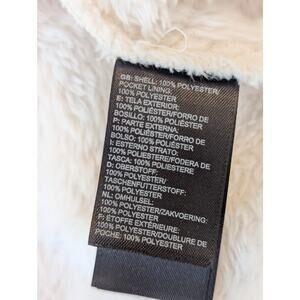 GB: SHELL: 100% POLYESTER/
POCKET LINING:
100% POLYESTER
E: TELA EXTERIOR:
100% POLIÉSTER/FORRO DE
BOSILLO: 100% POLIÉSTER
P: PARTE EXTERNA:
100% POLIÉSTER/FORRO DE
BOLSO: 100% POLIÉSTER
I: ESTERNO STRATO:
100% POLIESTERE/FODERA DI
TASCA: 100% POLIESTERE
D: OBERSTOFF:
100% POLYESTER/
TASCHENFUTTERSTOFF:
100% POLYESTER
NL: OMHULSEL:
100% POLYESTER/ZAKVOERING:
100% POLYESTER
F: ÉTOFFE EXTÉRIEURE:
100% POLYESTER/DOUBLURE DE
POCHE: 100% POLYESTER